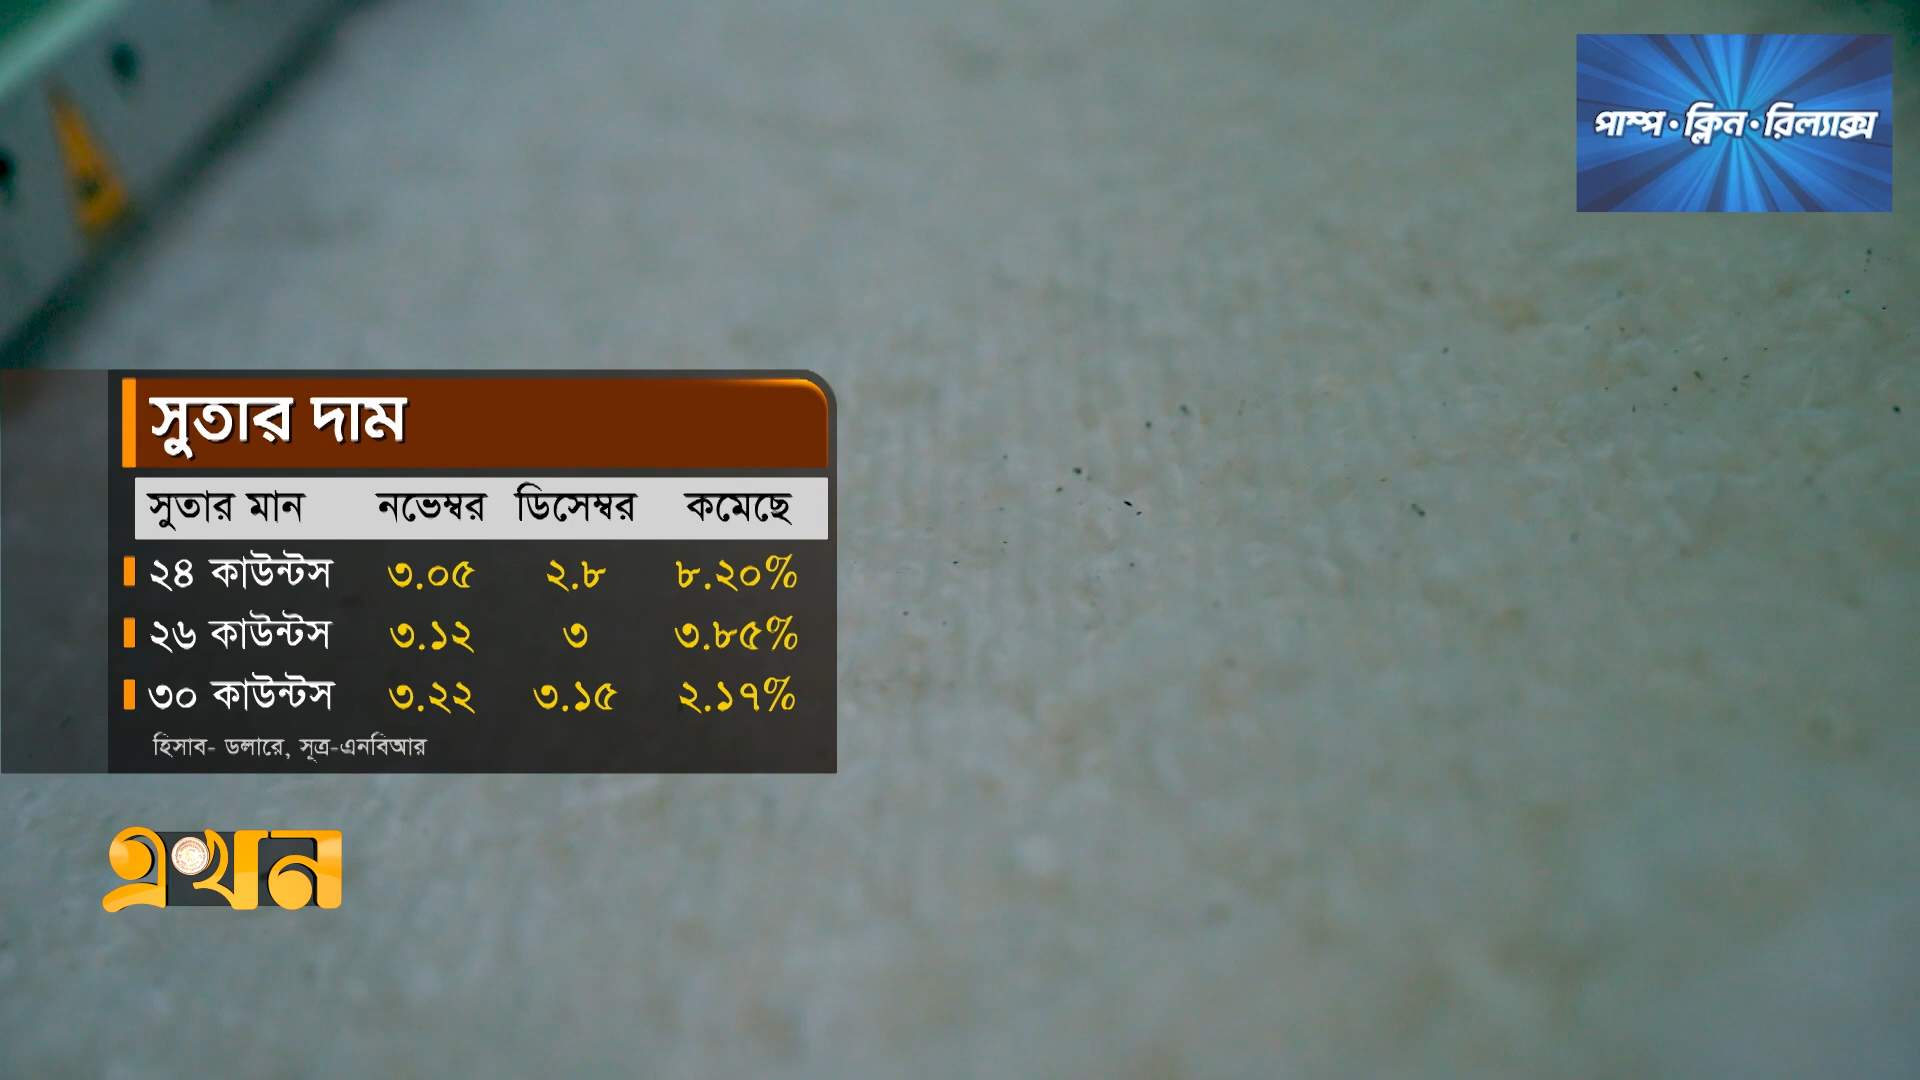 পাম্প • ক্লিন • রিল্যাক্স
সুতার দাম
সুতার মান নভেম্বর ডিসেম্বর কমেছে
২৪ কাউন্টস ৩.০৫ ২.৮ ৮.২০%
২৬ কাউন্টস ৩.১২ ৩ ৩.৮৫%
৩০ কাউন্টস ৩.২২ ৩.১৫ ২.১৭%
হিসাব- ডলারে, সূত্র-এনবিআর
এখন